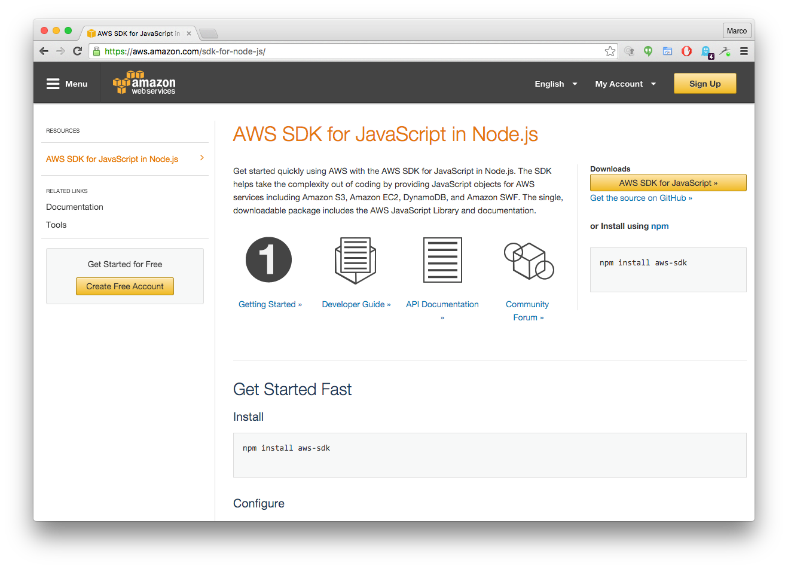 AWS SDK for JavaScript in
Marco
https://aws.amazon.com/sdk-for-node-js/
4
Menu
amazon
web services
English
My Account
Sign Up
RESOURCES
AWS SDK for JavaScript in Node.js
RELATED LINKS
Documentation
Tools
Get Started for Free
Create Free Account
AWS SDK for JavaScript in Node.js
Get started quickly using AWS with the AWS SDK for JavaScript in Node.js. The SDK
helps take the complexity out of coding by providing JavaScript objects for AWS
services including Amazon S3, Amazon EC2, DynamoDB, and Amazon SWF. The single,
downloadable package includes the AWS JavaScript Library and documentation.
1
Getting Started »
Developer Guide »
API Documentation
»
Community
Forum »
Downloads
AWS SDK for JavaScript »
Get the source on GitHub »
or Install using npm
npm install aws-sdk
Get Started Fast
Install
npm install aws-sdk
Configure